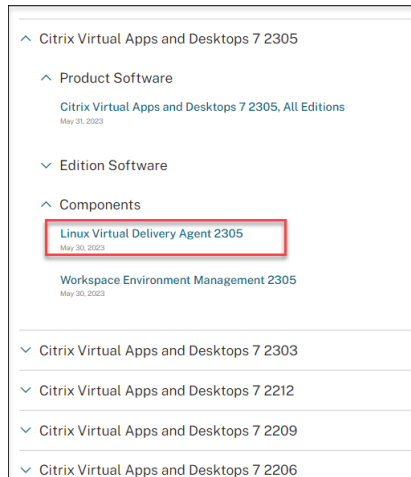 Citrix Virtual Apps and Desktops 7 2305
Product Software
Citrix Virtual Apps and Desktops 7 2305, All Editions
May 31, 2023
Edition Software
Components
Linux Virtual Delivery Agent 2305
May 30, 2023
Workspace Environment Management 2305
May 30, 2023
Citrix Virtual Apps and Desktops 7 2303
Citrix Virtual Apps and Desktops 7 2212
Citrix Virtual Apps and Desktops 7 2209
Citrix Virtual Apps and Desktops 7 2206